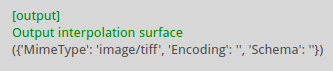 [output]
Output interpolation surface
({'MimeType': 'image/tiff', 'Encoding': '', 'Schema': ''})